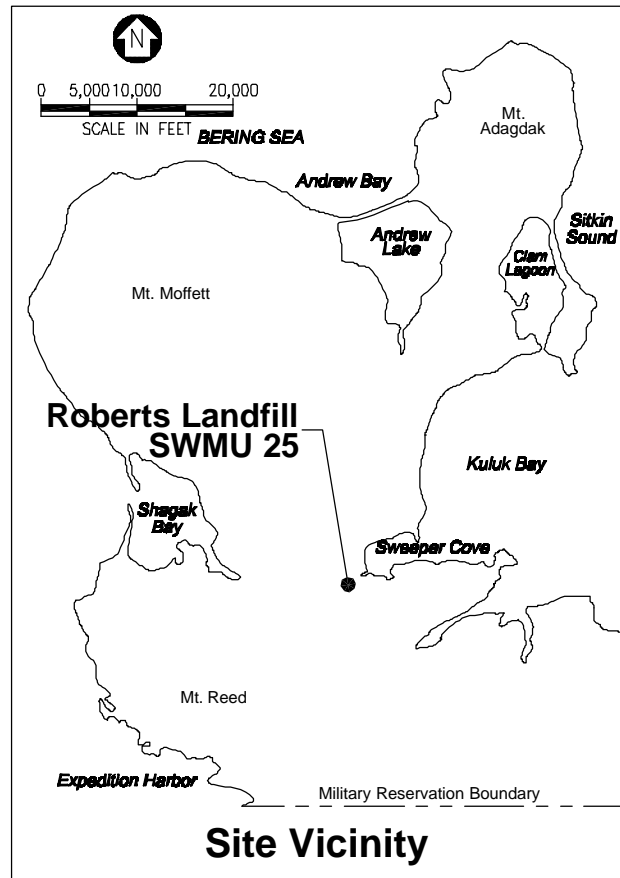 N
0 5,000 10,000 20,000
SCALE IN FEET
BERING SEA
Mt.
Adagdak
Andrew Bay
Andrew
Lake
Sitkin
Sound
Clam
Lagoon
Mt. Moffett
Roberts Landfill
SWMU 25
Kuluk Bay
Shagak
Bay
Sweeper Cove
Mt. Reed
Expedition Harbor
Military Reservation Boundary
Site Vicinity